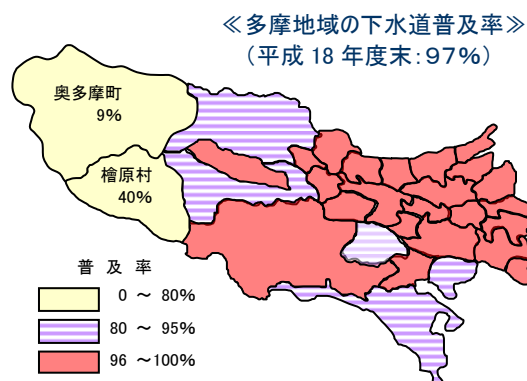 ≪多摩地域の下水道普及率≫
(平成 18 年度末:97%)
奥多摩町
9%
檜原村
40%
普 及 率
0 ~ 80%
80 ~ 95%
96 ~100%